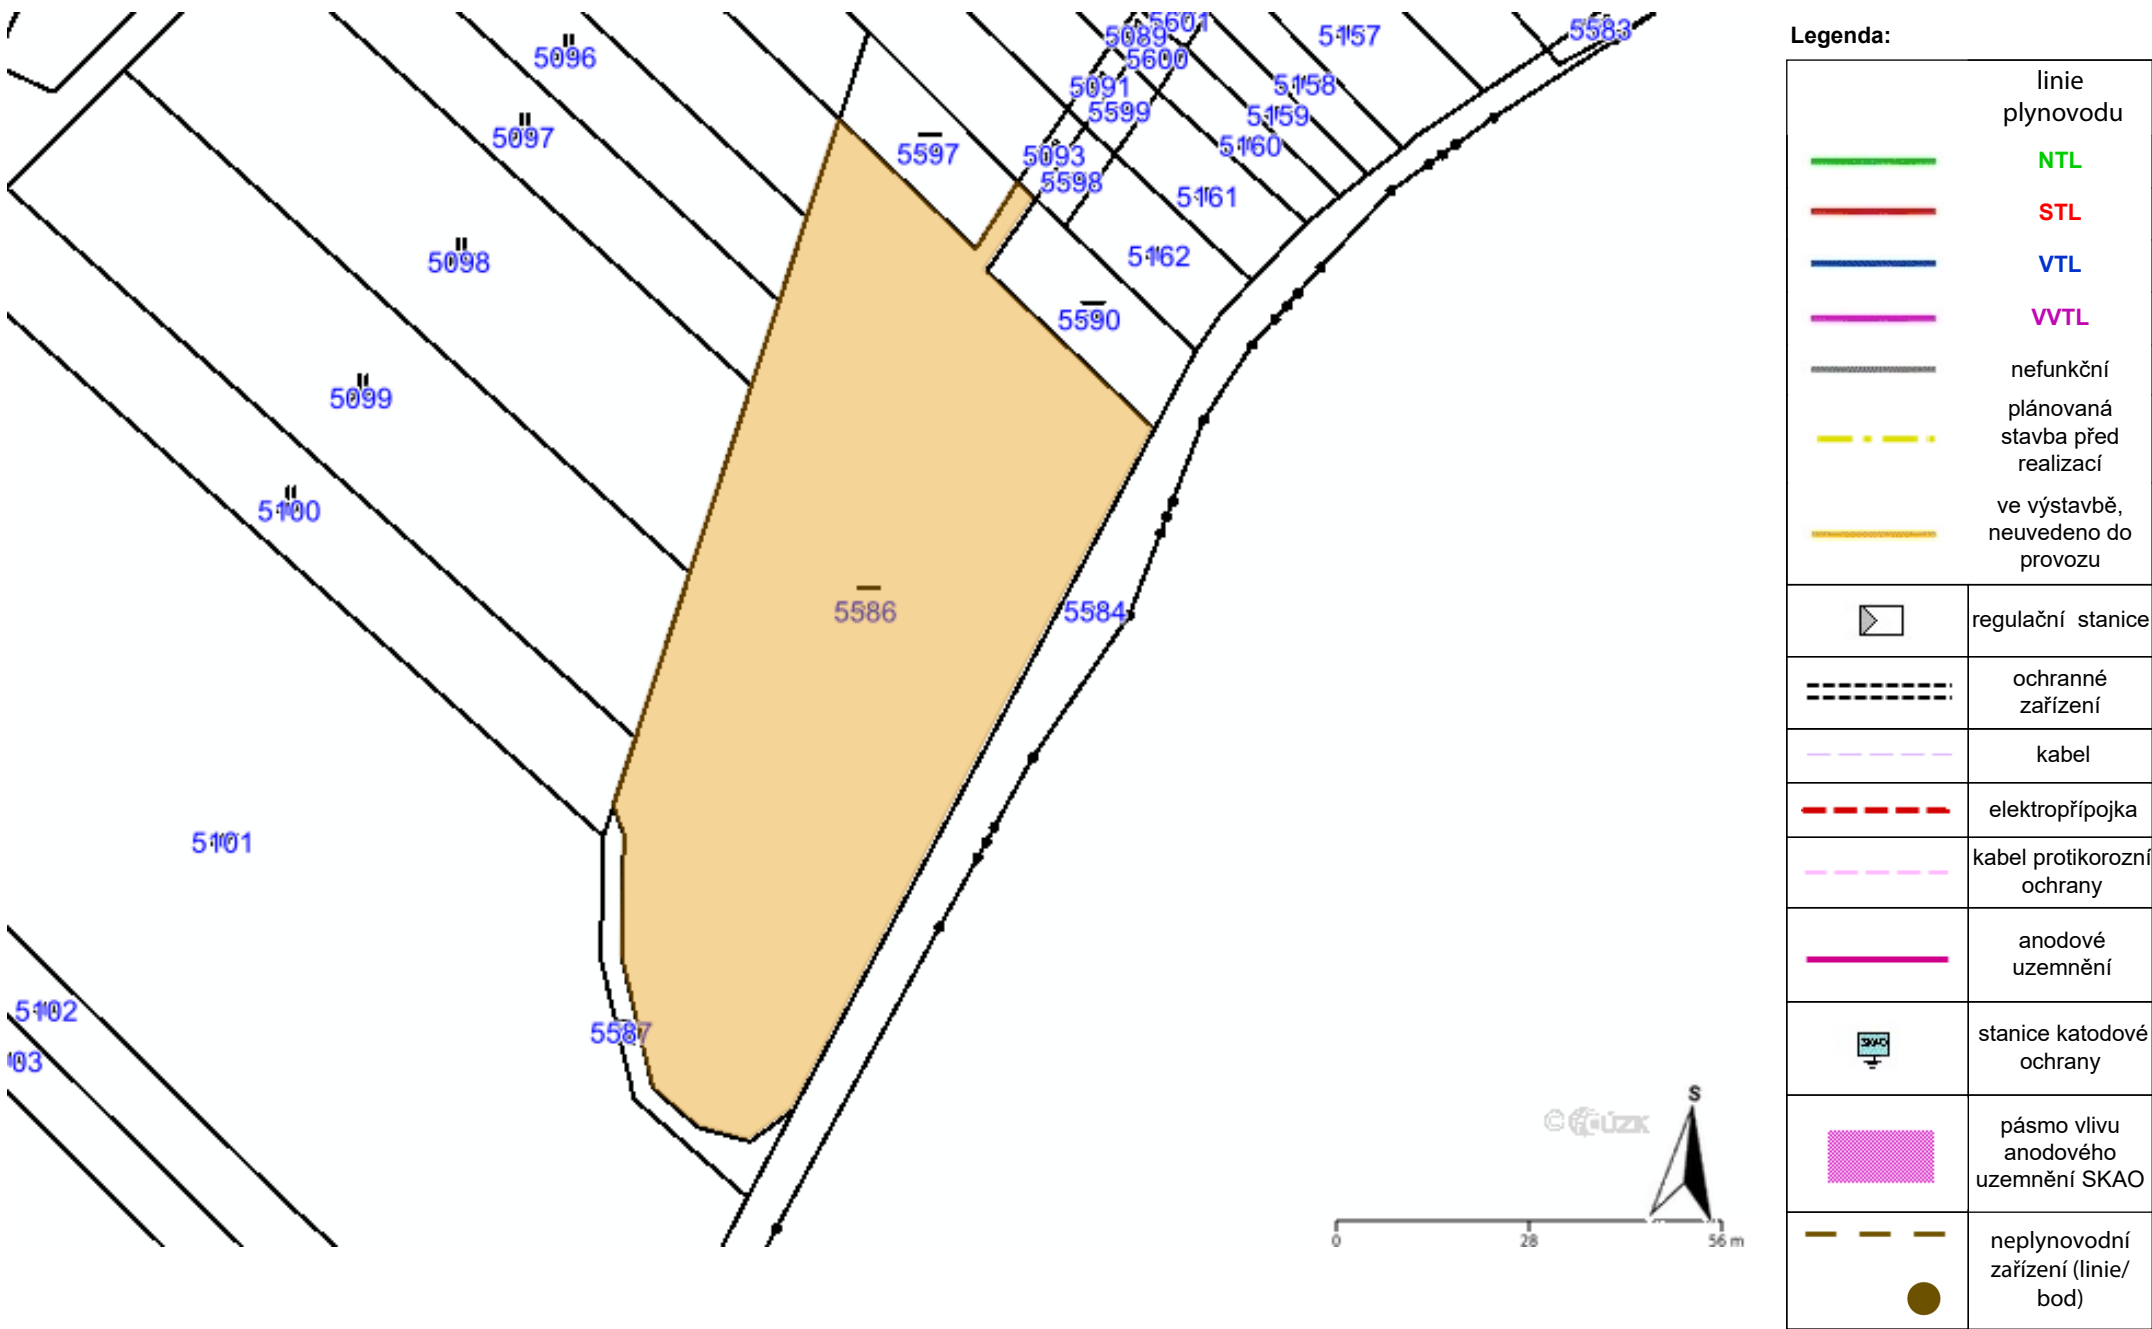 5601
5089
5157
5583
5096
5600
5091
5158
5599
5159
5097
5597
5093
5160
5598
5161
5098
5162
5590
5099
5100
5586
5584
5101
5102
03
5587
S
© ČÚZK
0 28 56 m
Legenda:
linie
plynovodu
NTL
STL
VTL
VVTL
nefunkční
plánovaná
stavba před
realizací
ve výstavbě,
neuvedeno do
provozu
regulační stanice
ochranné
zařízení
kabel
elektropřípojka
kabel protikorozní
ochrany
anodové
uzemnění
SKAO
stanice katodové
ochrany
pásmo vlivu
anodového
uzemnění SKAO
neplynovodní
zařízení (linie/
bod)